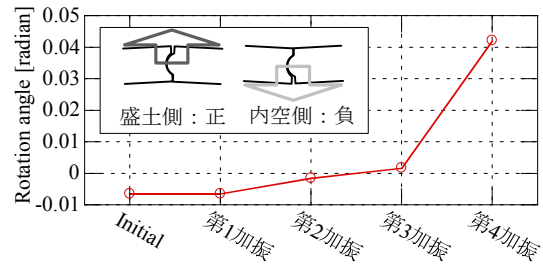 Rotation angle [radian]
0.05
0.04
0.03
0.02
0.01
0
-0.01
盛土側：正
内空側：負
Initial
第1加振
第2加振
第3加振
第4加振